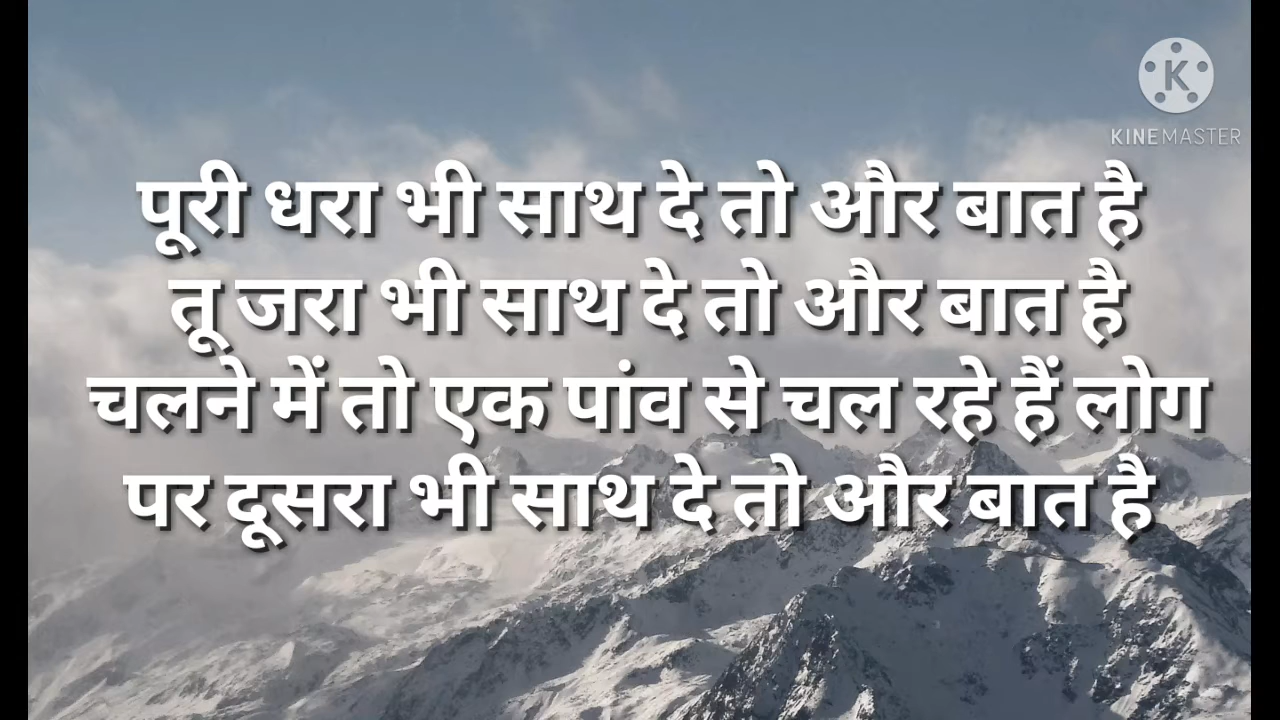 KINEMASTER
पूरी धरा भी साथ दे तो और बात है
तू जरा भी साथ दे तो और बात है
चलने में तो एक पांव से चल रहे हैं लोग
पर दूसरा भी साथ दे तो और बात है